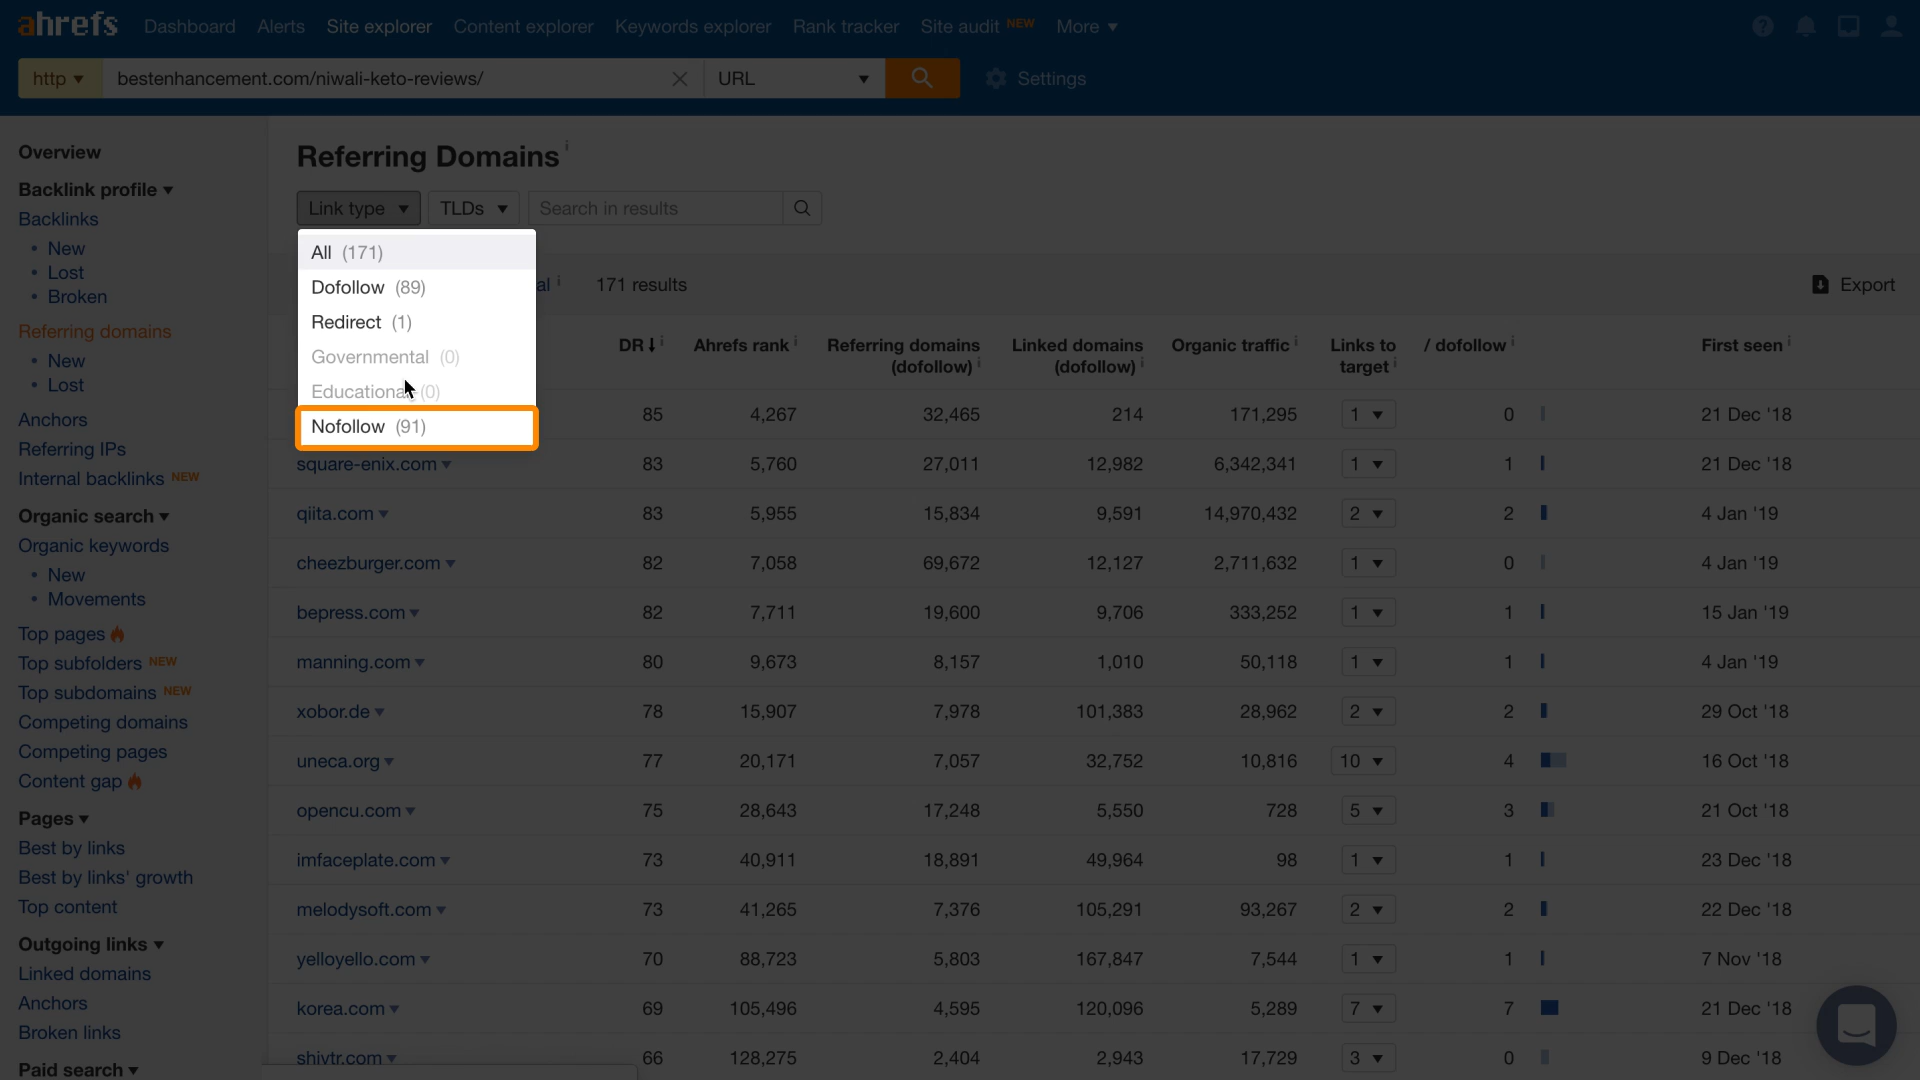 ahrefs Dashboard Alerts Site explorer Content explorer Keywords explorer Rank tracker Site audit NEW More
http bestenhancement.com/niwali-keto-reviews/ URL Settings
Overview
Backlink profile
Backlinks
• New
• Lost
• Broken
Referring domains
• New
• Lost
Anchors
Referring IPs
Internal backlinks NEW
Organic search
Organic keywords
• New
• Movements
Top pages
Top subfolders NEW
Top subdomains NEW
Competing domains
Competing pages
Content gap
Pages
Best by links
Best by links' growth
Top content
Outgoing links
Linked domains
Anchors
Broken links
Paid search
Referring Domains i
Link type TLDs Search in results
All (171)
Dofollow (89)
Redirect (1)
Governmental (0)
Educational (0)
Nofollow (91)
al i 171 results Export
DR i Ahrefs rank i Referring domains (dofollow) i Linked domains (dofollow) i Organic traffic i Links to target i / dofollow i First seen i
85 4,267 32,465 214 171,295 1 0 21 Dec '18
square-enix.com 83 5,760 27,011 12,982 6,342,341 1 1 21 Dec '18
qiita.com 83 5,955 15,834 9,591 14,970,432 2 2 4 Jan '19
cheezburger.com 82 7,058 69,672 12,127 2,711,632 1 0 4 Jan '19
bepress.com 82 7,711 19,600 9,706 333,252 1 1 15 Jan '19
manning.com 80 9,673 8,157 1,010 50,118 1 1 4 Jan '19
xobor.de 78 15,907 7,978 101,383 28,962 2 2 29 Oct '18
uneca.org 77 20,171 7,057 32,752 10,816 10 4 16 Oct '18
opencu.com 75 28,643 17,248 5,550 728 5 3 21 Oct '18
imfaceplate.com 73 40,911 18,891 49,964 98 1 1 23 Dec '18
melodysoft.com 73 41,265 7,376 105,291 93,267 2 2 22 Dec '18
yelloyello.com 70 88,723 5,803 167,847 7,544 1 1 7 Nov '18
korea.com 69 105,496 4,595 120,096 5,289 7 7 21 Dec '18
shivtr.com 66 128,275 2,404 2,943 17,729 3 0 9 Dec '18